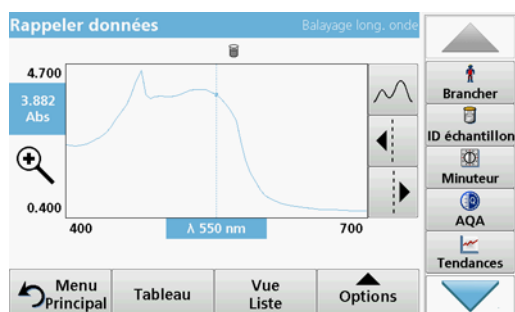 Rappeler données
Balayage long. onde
4.700
3.882
Abs
0.400
400
λ 550 nm
700
Menu
Principal
Tableau
Vue
Liste
Options
Brancher
ID échantillon
Minuteur
AQA
Tendances